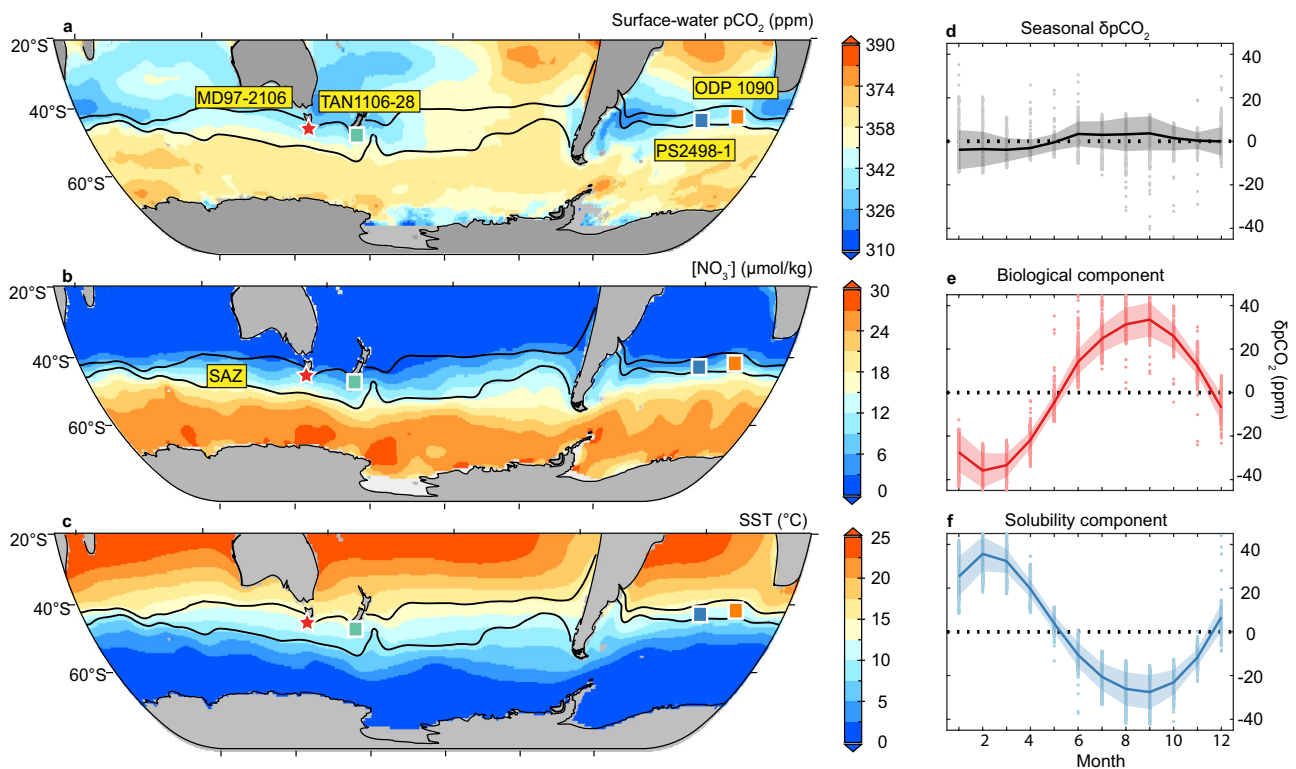 a
Surface-water pCO2 (ppm)
20°S
40°S
60°S
MD97-2106
TAN1106-28
ODP 1090
PS2498-1
390
374
358
342
326
310
b
[NO3-] (µmol/kg)
20°S
40°S
60°S
SAZ
30
24
18
12
6
0
c
SST (°C)
20°S
40°S
60°S
25
20
15
10
5
0
d
Seasonal δpCO2
40
20
0
-20
-40
e
Biological component
40
20
0
-20
-40
δpCO2 (ppm)
f
Solubility component
40
20
0
-20
-40
2 4 6 8 10 12
Month